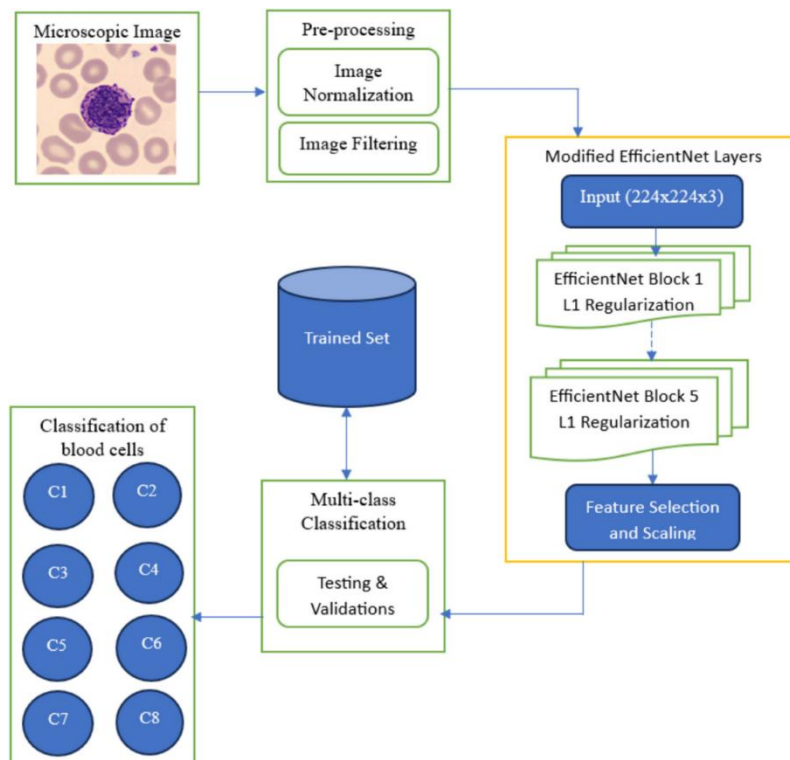 Microscopic Image
Pre-processing
Image
Normalization
Image Filtering
Modified EfficientNet Layers
Input (224x224x3)
EfficientNet Block 1
L1 Regularization
EfficientNet Block 5
L1 Regularization
Feature Selection
and Scaling
Trained Set
Multi-class
Classification
Testing &
Validations
Classification of
blood cells
C1
C2
C3
C4
C5
C6
C7
C8